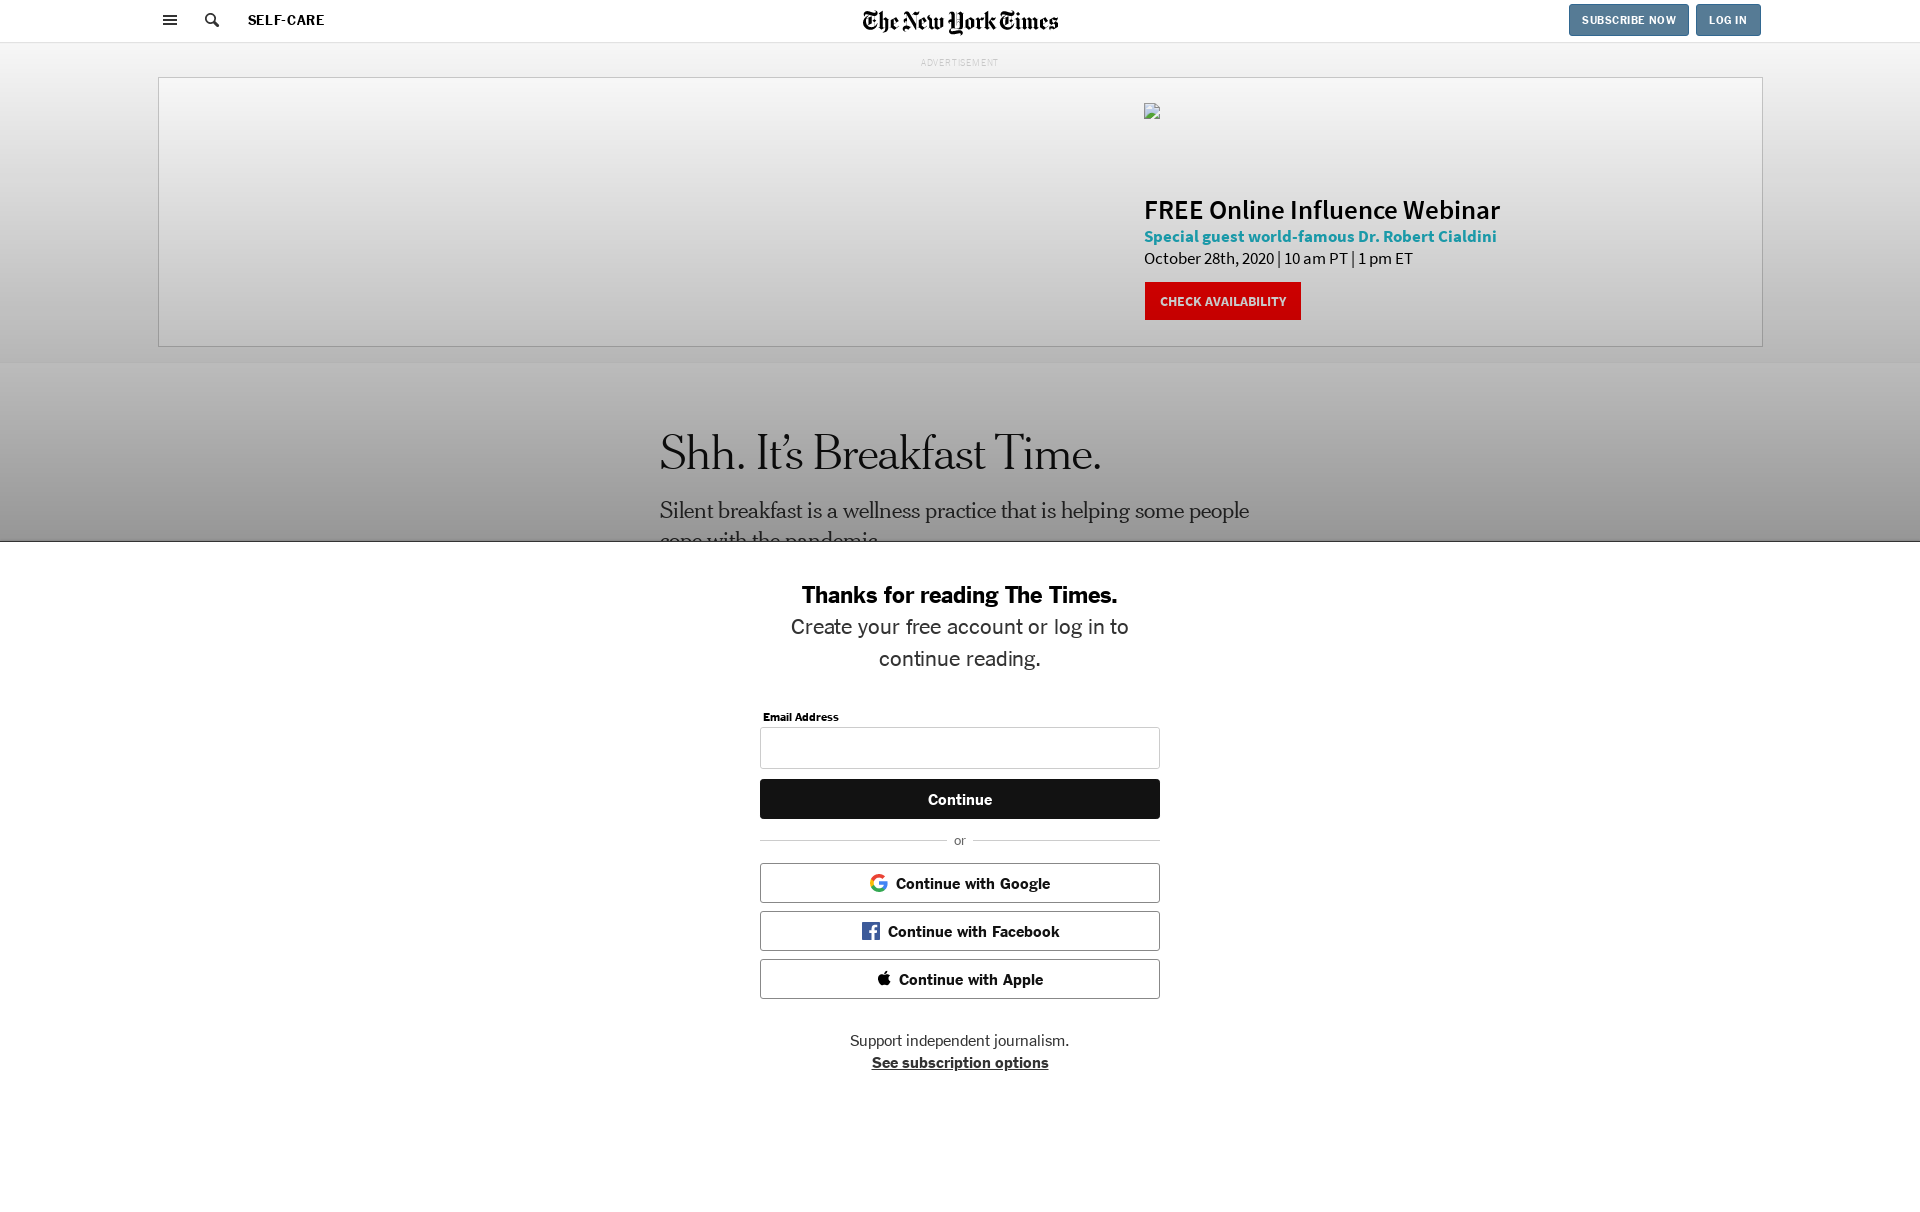 SELF-CARE
The New York Times
SUBSCRIBE NOW
LOG IN
ADVERTISEMENT
FREE Online Influence Webinar
Special guest world-famous Dr. Robert Cialdini
October 28th, 2020 | 10 am PT | 1 pm ET
CHECK AVAILABILITY
Shh. It’s Breakfast Time.
Silent breakfast is a wellness practice that is helping some people
cope with the pandemic.
Thanks for reading The Times.
Create your free account or log in to
continue reading.
Email Address
Continue
or
Continue with Google
Continue with Facebook
Continue with Apple
Support independent journalism.
See subscription options